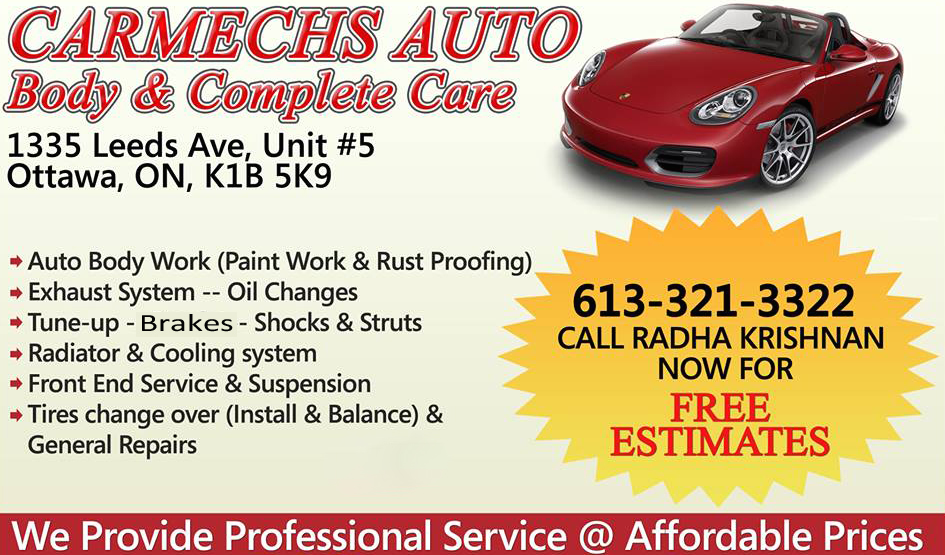 CARMECHS AUTO
Body & Complete Care
1335 Leeds Ave, Unit #5
Ottawa, ON, K1B 5K9
Auto Body Work (Paint Work & Rust Proofing)
Exhaust System -- Oil Changes
Tune-up - Brakes - Shocks & Struts
Radiator & Cooling system
Front End Service & Suspension
Tires change over (Install & Balance) &
General Repairs
613-321-3322
CALL RADHA KRISHNAN
NOW FOR
FREE
ESTIMATES
We Provide Professional Service @ Affordable Prices